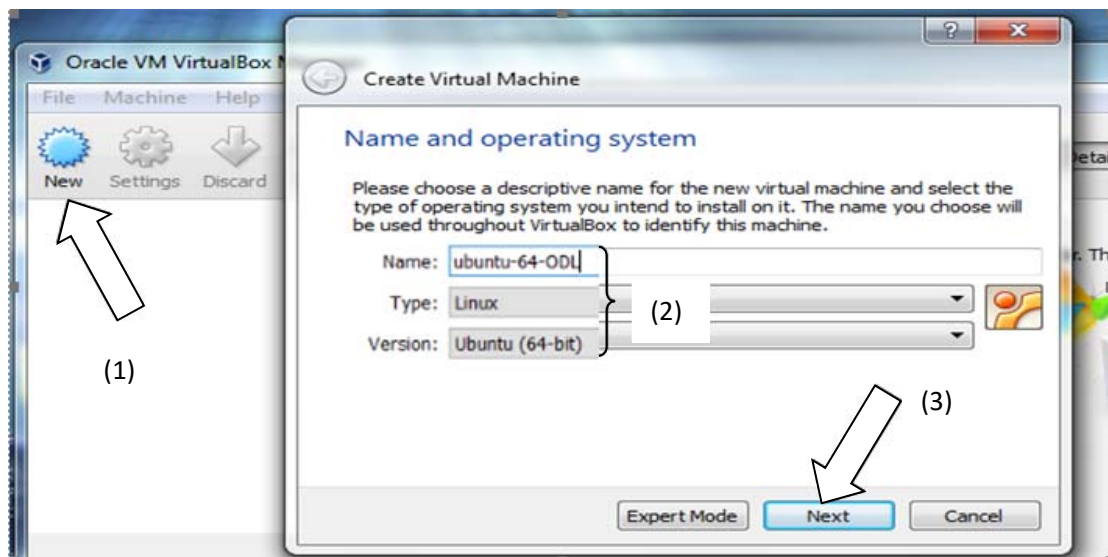 Oracle VM VirtualBox
File Machine Help
New Settings Discard
(1)
Create Virtual Machine
Name and operating system
Please choose a descriptive name for the new virtual machine and select the
type of operating system you intend to install on it. The name you choose will
be used throughout VirtualBox to identify this machine.
Name: ubuntu-64-ODL
Type: Linux
Version: Ubuntu (64-bit)
(2)
(3)
Expert Mode Next Cancel
?